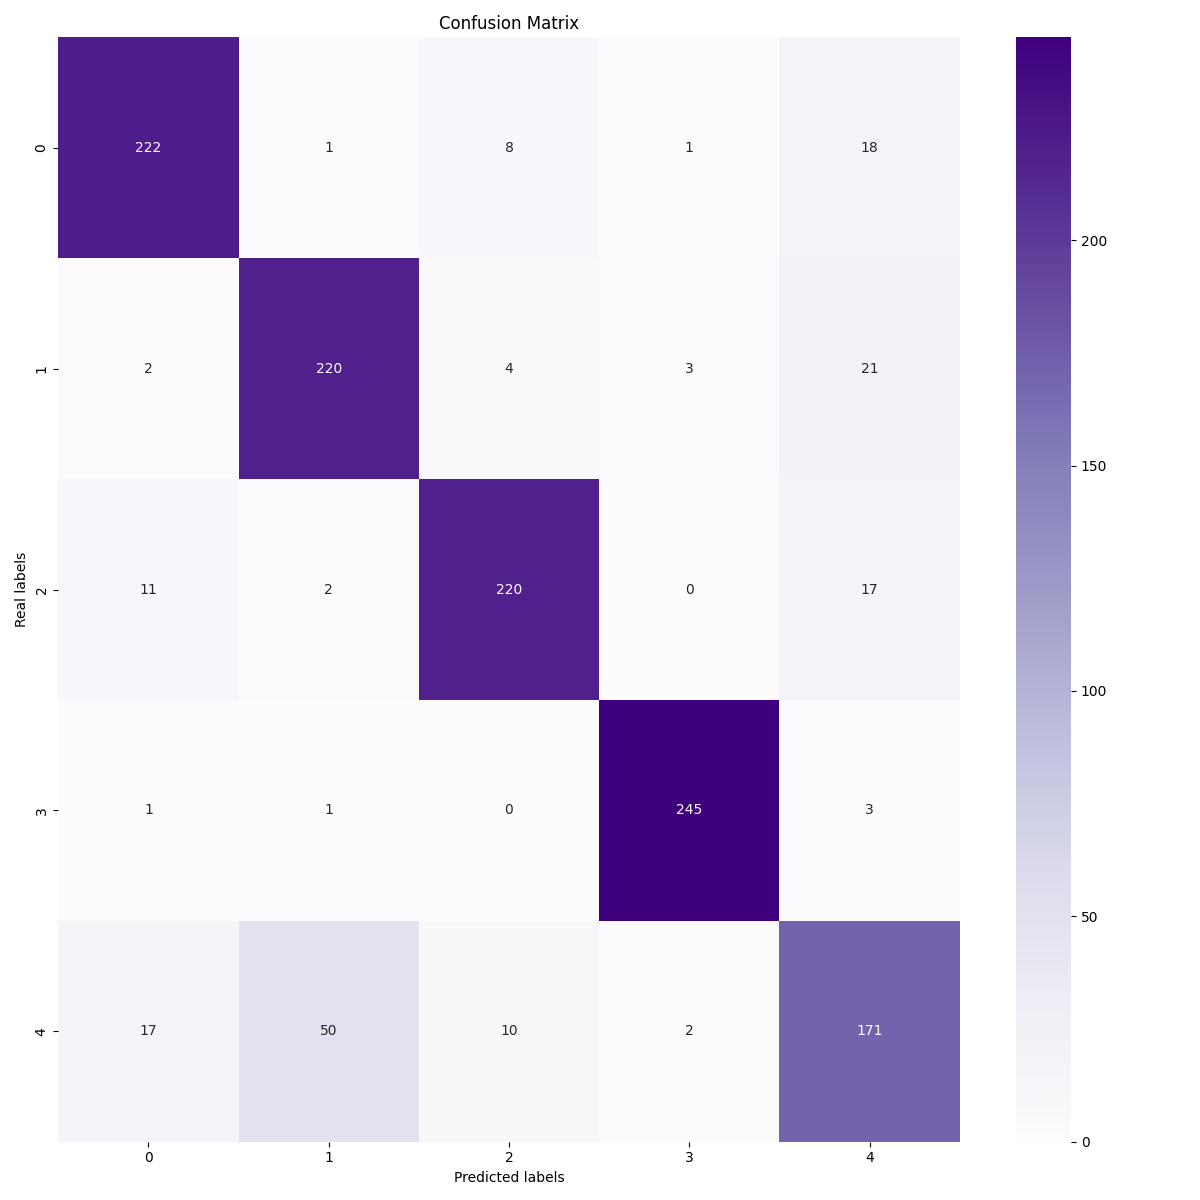 Confusion Matrix
0 222 1 8 1 18
1 2 220 4 3 21
2 11 2 220 0 17
3 1 1 0 245 3
4 17 50 10 2 171
0 1 2 3 4
Predicted labels
Real labels
200
150
100
50
0